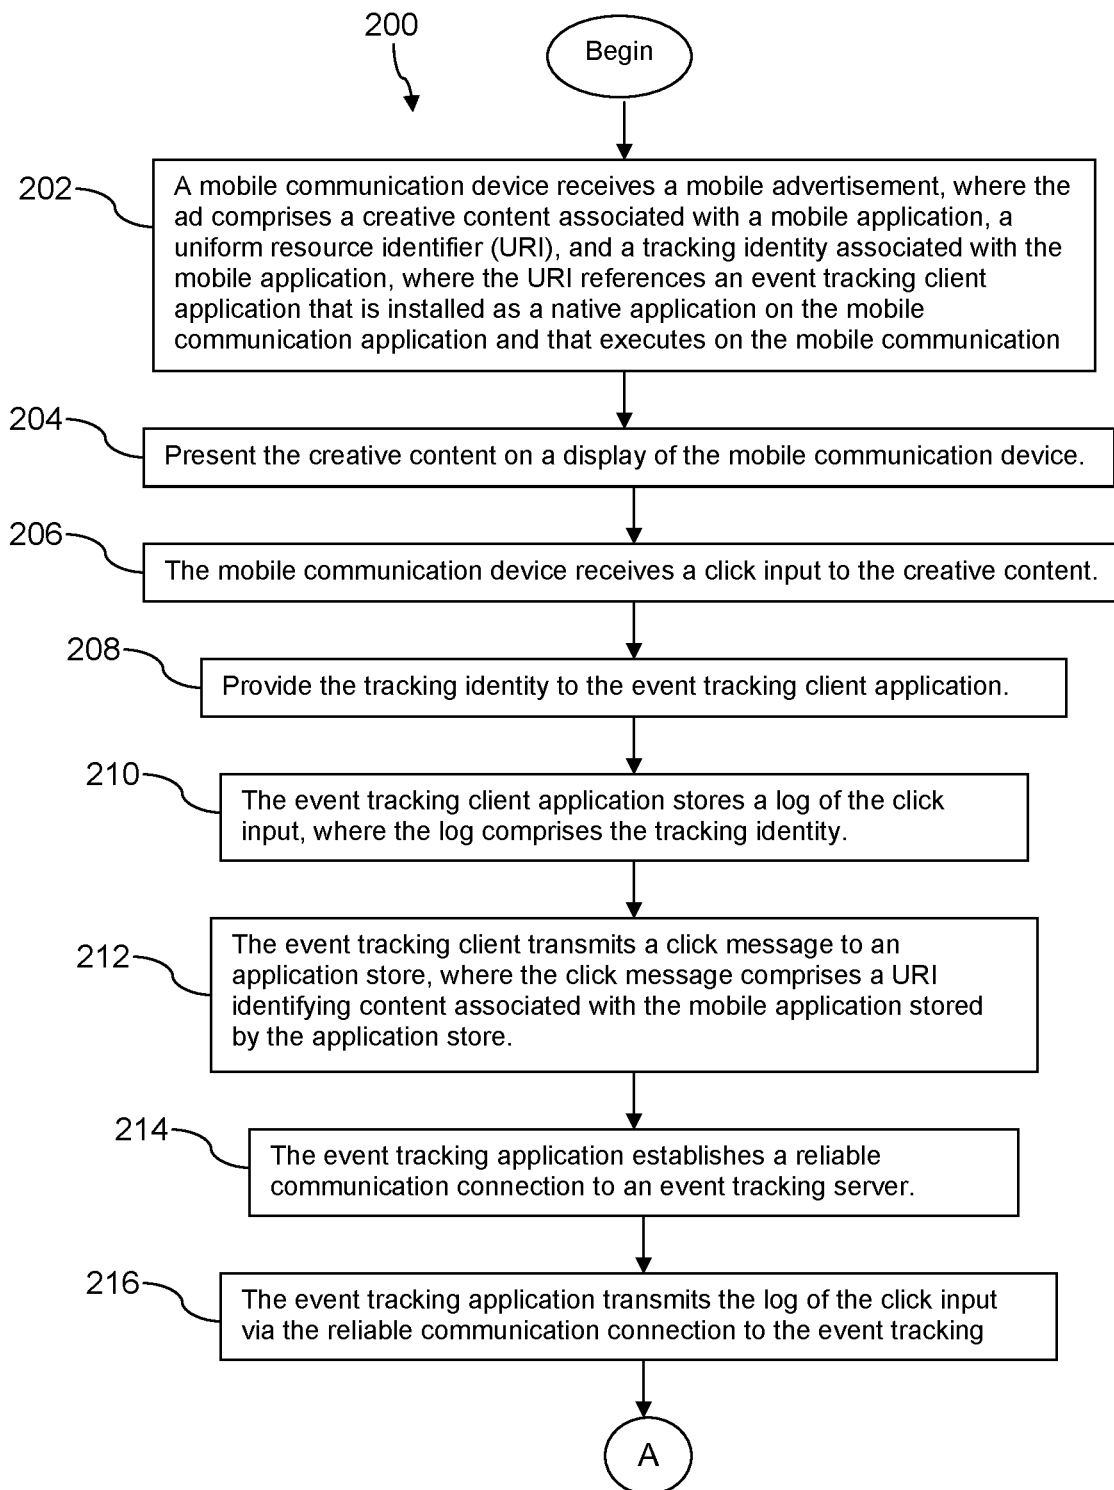 200
Begin
202
A mobile communication device receives a mobile advertisement, where the
ad comprises a creative content associated with a mobile application, a
uniform resource identifier (URI), and a tracking identity associated with the
mobile application, where the URI references an event tracking client
application that is installed as a native application on the mobile
communication application and that executes on the mobile communication
204
Present the creative content on a display of the mobile communication device.
206
The mobile communication device receives a click input to the creative content.
208
Provide the tracking identity to the event tracking client application.
210
The event tracking client application stores a log of the click
input, where the log comprises the tracking identity.
212
The event tracking client transmits a click message to an
application store, where the click message comprises a URI
identifying content associated with the mobile application stored
by the application store.
214
The event tracking application establishes a reliable
communication connection to an event tracking server.
216
The event tracking application transmits the log of the click input
via the reliable communication connection to the event tracking
A